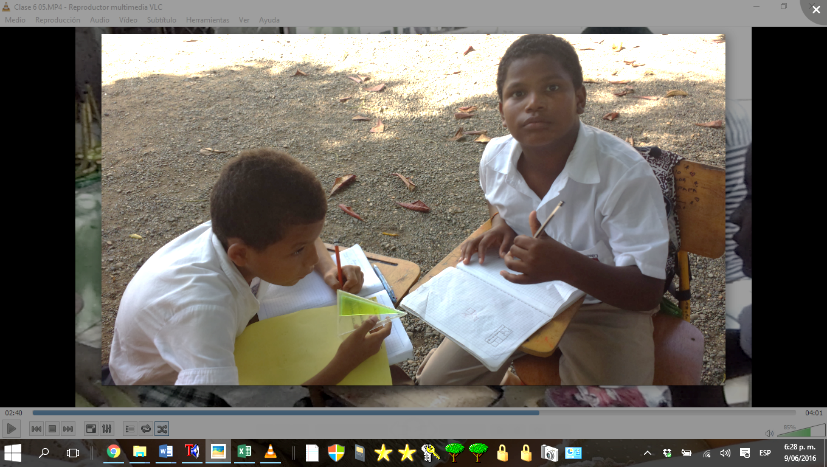 Clase 6 05.MP4 - Reproductor multimedia VLC
Medio Reproducción Audio Vídeo Subtítulo Herramientas Ver Ayuda
02:40
04:01
ESP
6:28 p. m.
9/06/2016